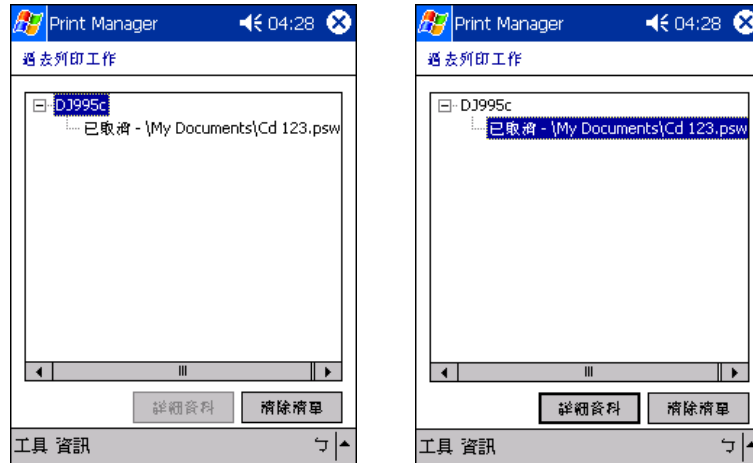 Print Manager 04:28
過去列印工作
DJ995c
已取消 - \My Documents\Cd 123.psw
詳細資料 清除清單
工具 資訊 ㄅ
Print Manager 04:28
過去列印工作
DJ995c
已取消 - \My Documents\Cd 123.psw
詳細資料 清除清單
工具 資訊 ㄅ